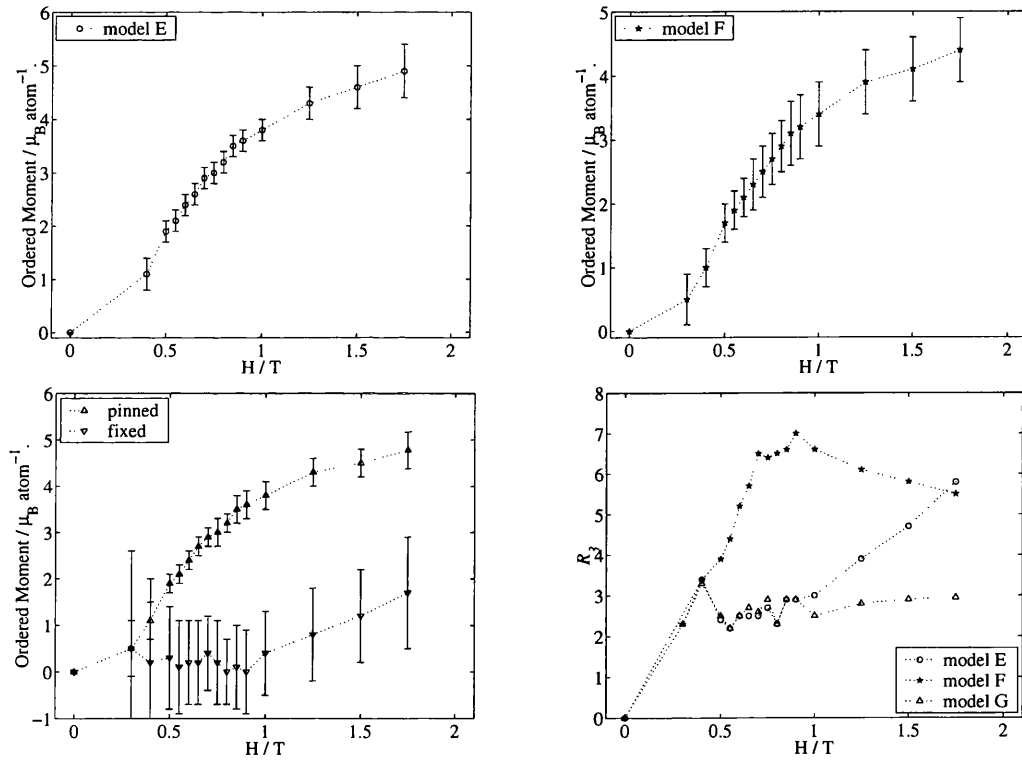 model E
Ordered Moment / μB atom−1.
6
5
4
3
2
1
0
0 0.5 1 1.5 2
H / T
model F
Ordered Moment / μB atom−1.
5
4
3
2
1
0
0 0.5 1 1.5 2
H / T
pinned
fixed
Ordered Moment / μB atom−1.
6
5
4
3
2
1
0
−1
0 0.5 1 1.5 2
H / T
R3
8
7
6
5
4
3
2
1
0
model E
model F
model G
0 0.5 1 1.5 2
H / T